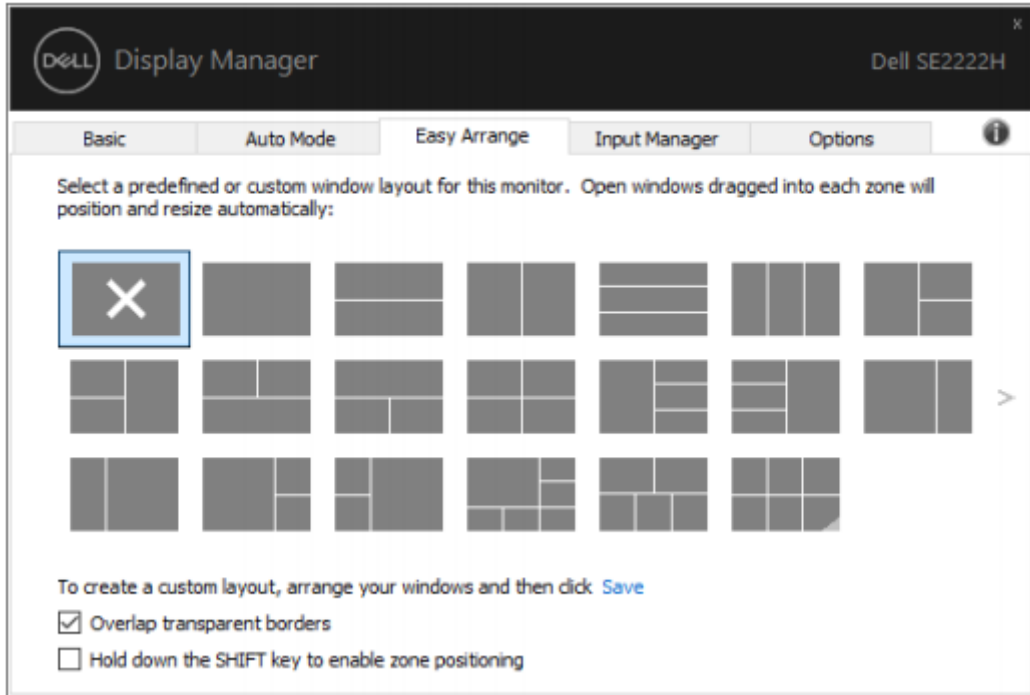 x
DELL Display Manager
Dell SE2222H
Basic
Auto Mode
Easy Arrange
Input Manager
Options
Select a predefined or custom window layout for this monitor. Open windows dragged into each zone will
position and resize automatically:
>
To create a custom layout, arrange your windows and then click Save
Overlap transparent borders
Hold down the SHIFT key to enable zone positioning